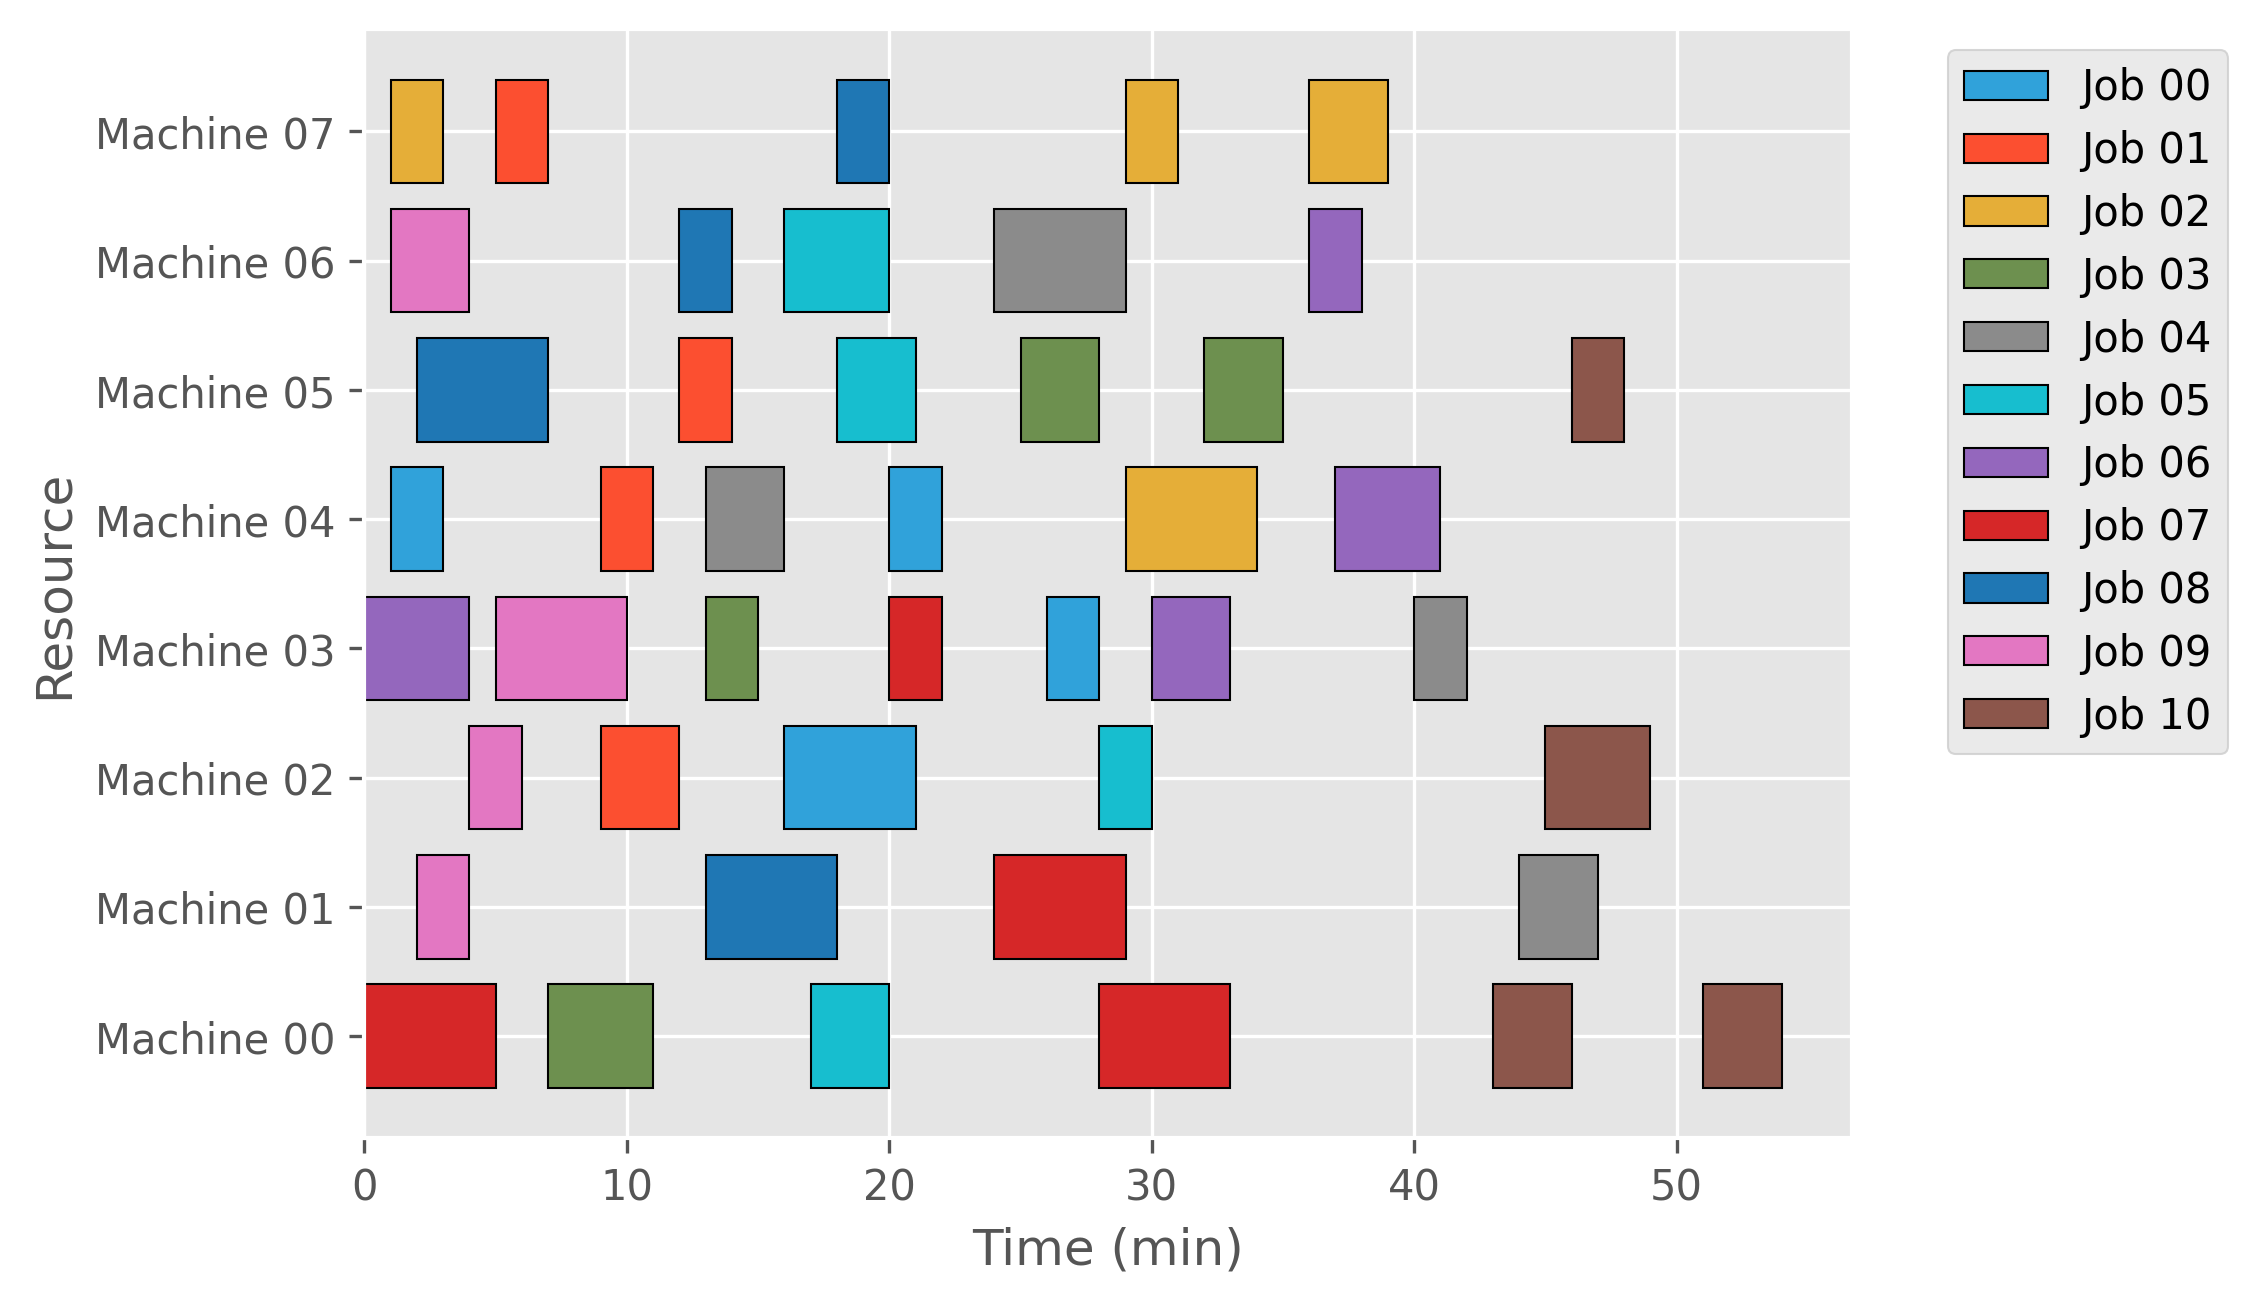 Machine 07
Machine 06
Machine 05
Machine 04
Machine 03
Machine 02
Machine 01
Machine 00
Resource
0 10 20 30 40 50
Time (min)
Job 00
Job 01
Job 02
Job 03
Job 04
Job 05
Job 06
Job 07
Job 08
Job 09
Job 10